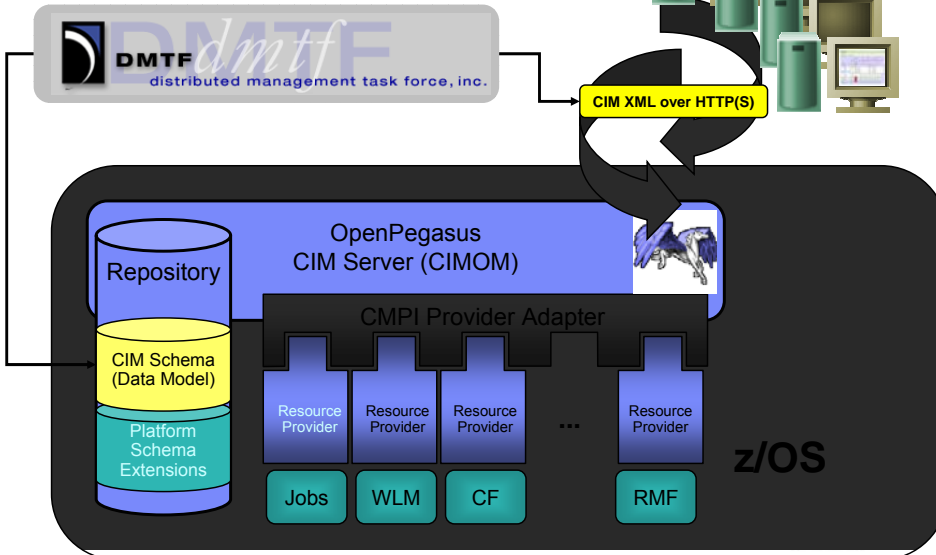 DMTF dmtf
DMTF
distributed management task force, inc.
CIM XML over HTTP(S)
OpenPegasus
CIM Server (CIMOM)
Repository
CMPI Provider Adapter
CIM Schema
(Data Model)
Platform
Schema
Extensions
Resource
Provider
Resource
Provider
Resource
Provider
...
Resource
Provider
z/OS
Jobs
WLM
CF
RMF